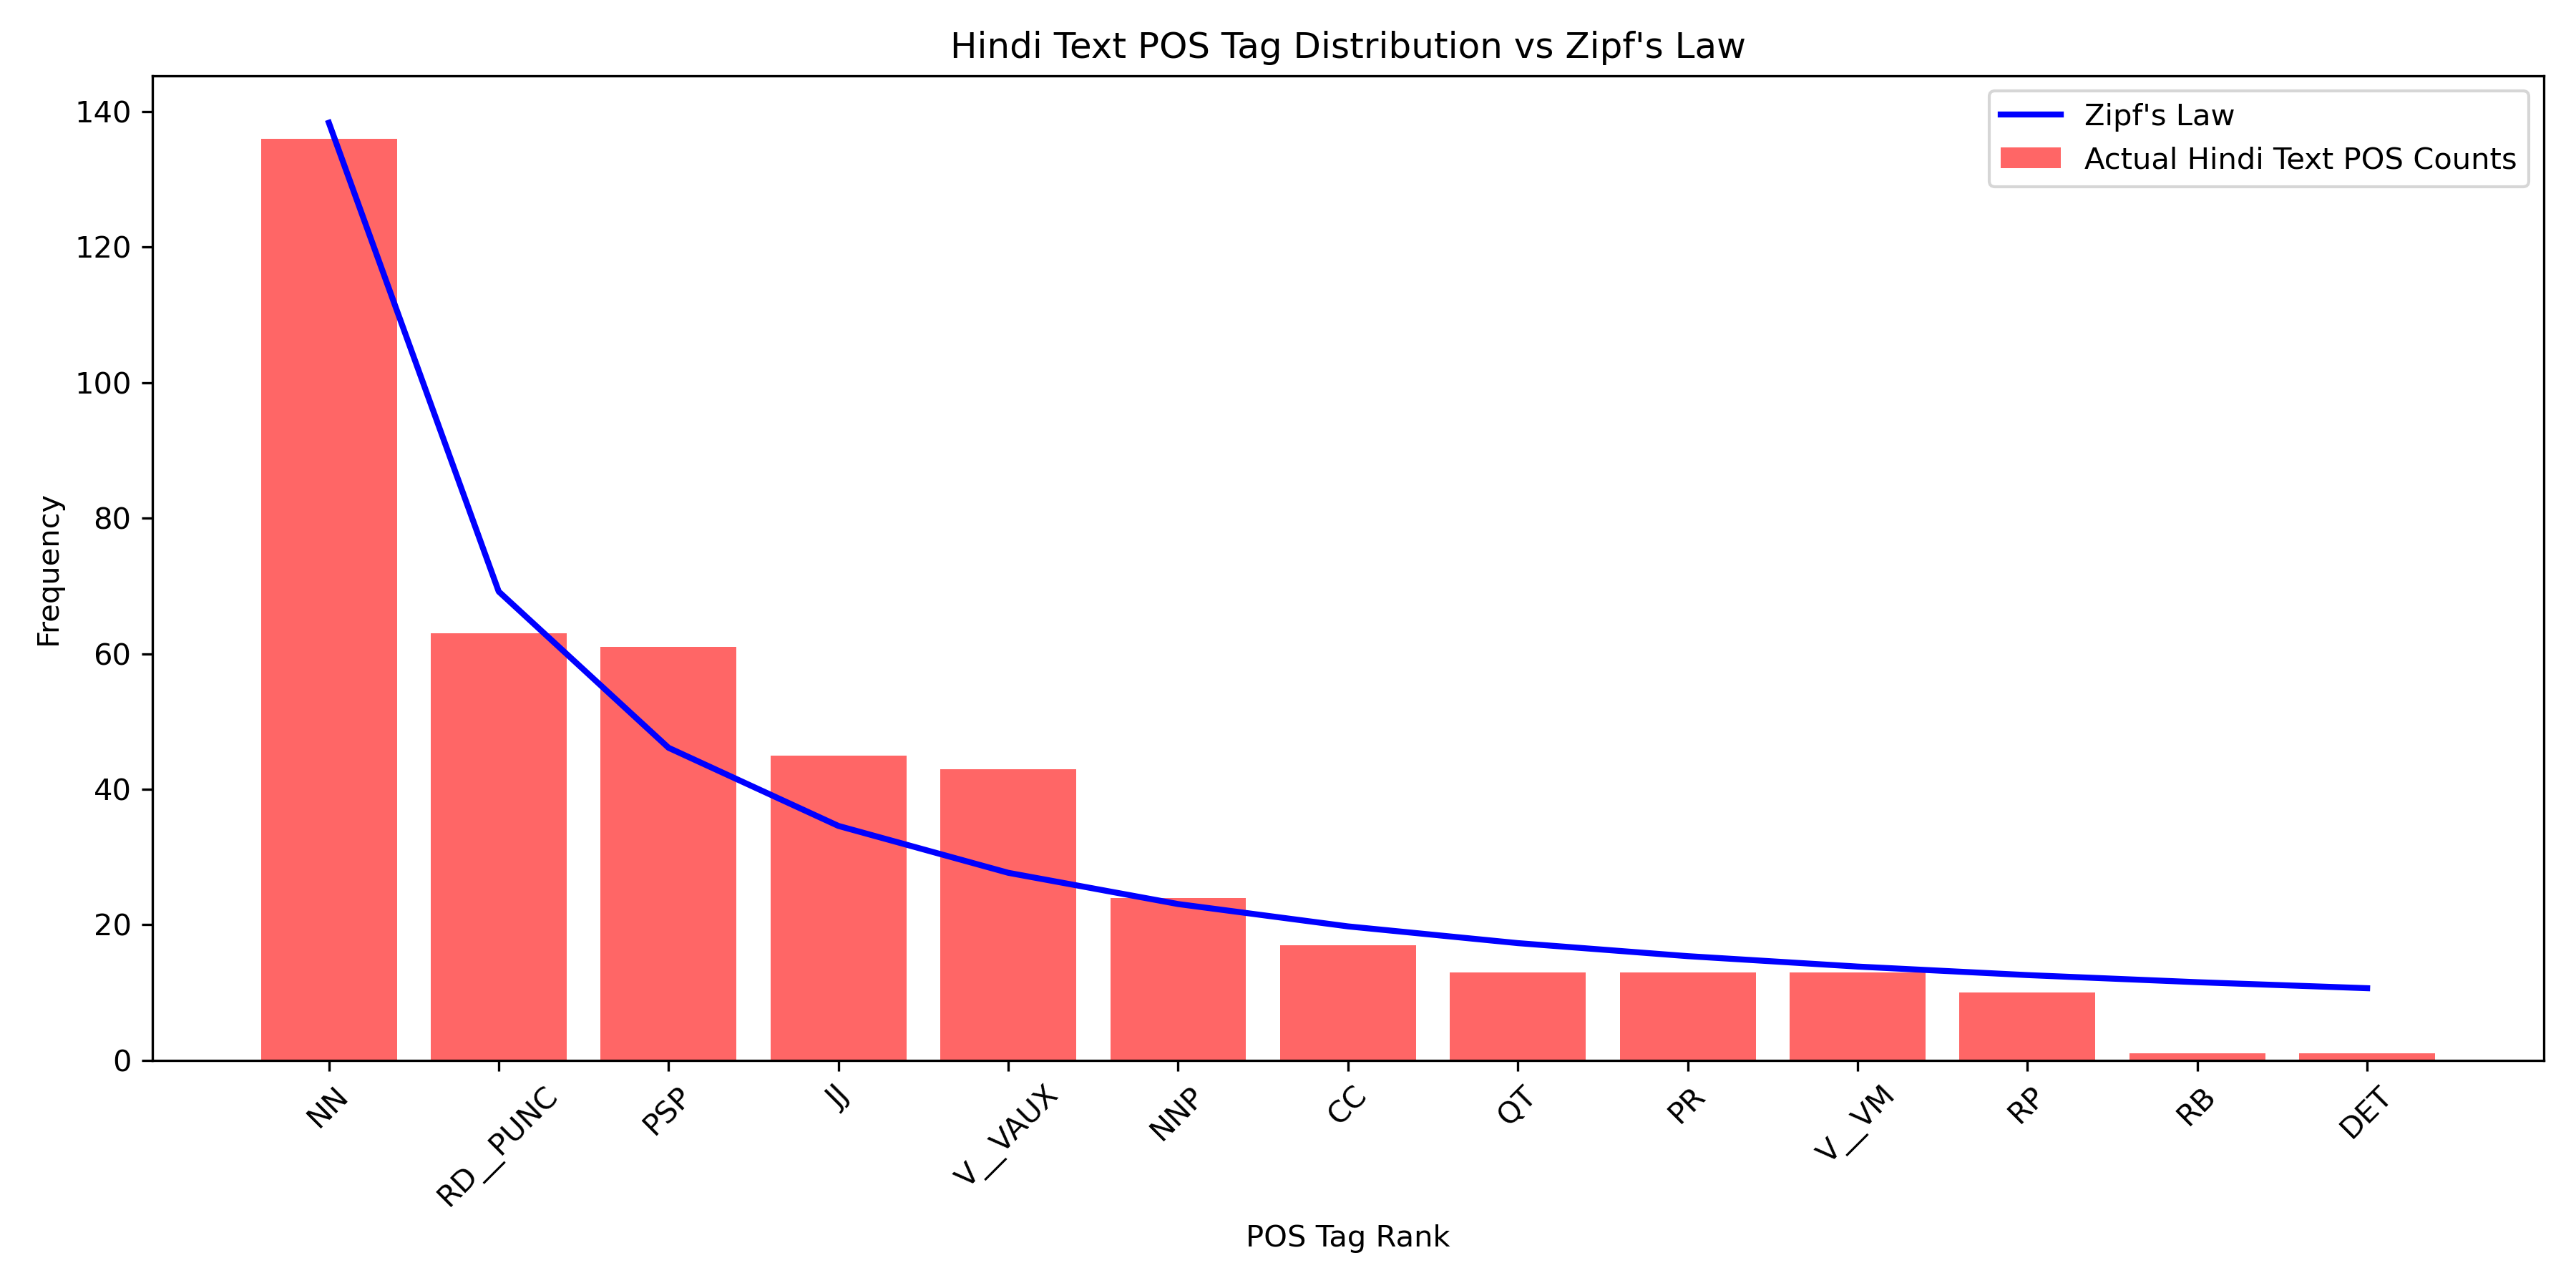 Hindi Text POS Tag Distribution vs Zipf's Law
Zipf's Law
Actual Hindi Text POS Counts
Frequency
140
120
100
80
60
40
20
0
NN
RD__PUNC
PSP
JJ
V__VAUX
NNP
CC
QT
PR
V__VM
RP
RB
DET
POS Tag Rank